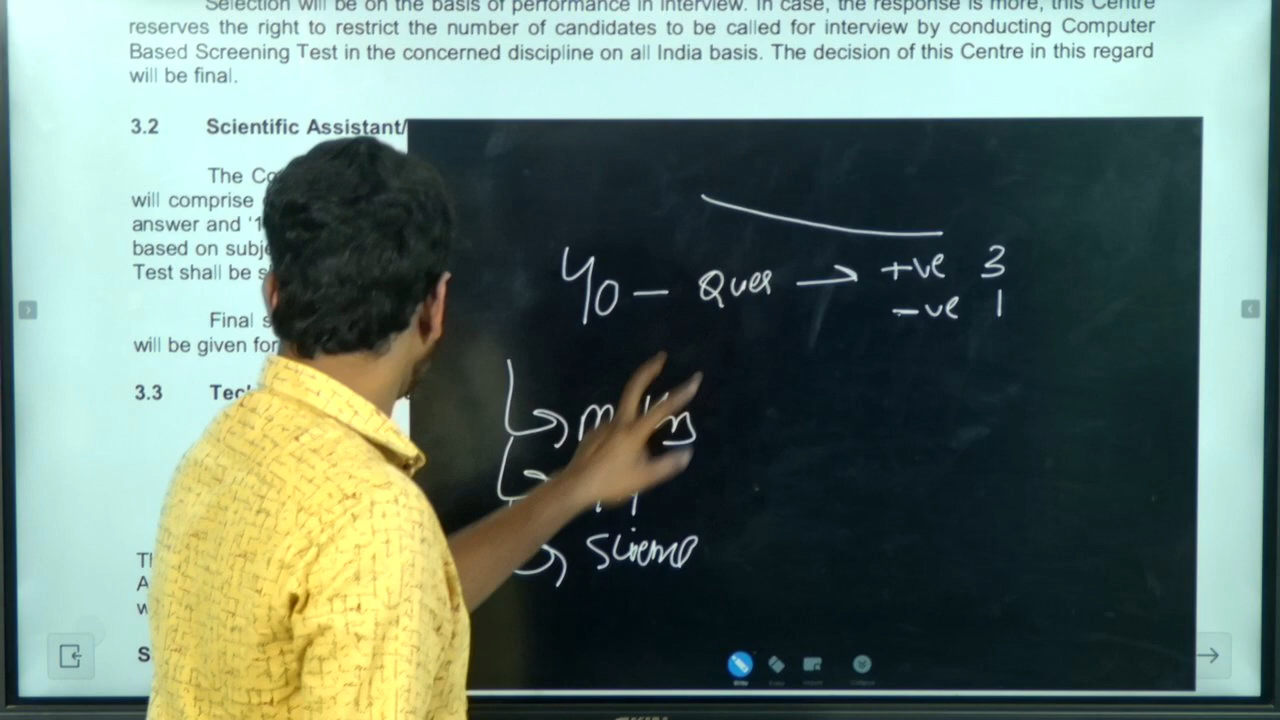 Selection will be on the basis of performance in interview. In case, the response is more, this Centre
reserves the right to restrict the number of candidates to be called for interview by conducting Computer
Based Screening Test in the concerned discipline on all India basis. The decision of this Centre in this regard
will be final.
3.2 Scientific Assistant/
The Co
will comprise
answer and '1
based on subje
Test shall be s
Final s
will be given for
3.3 Tec
40 - Ques → +ve 3
-ve 1
Science